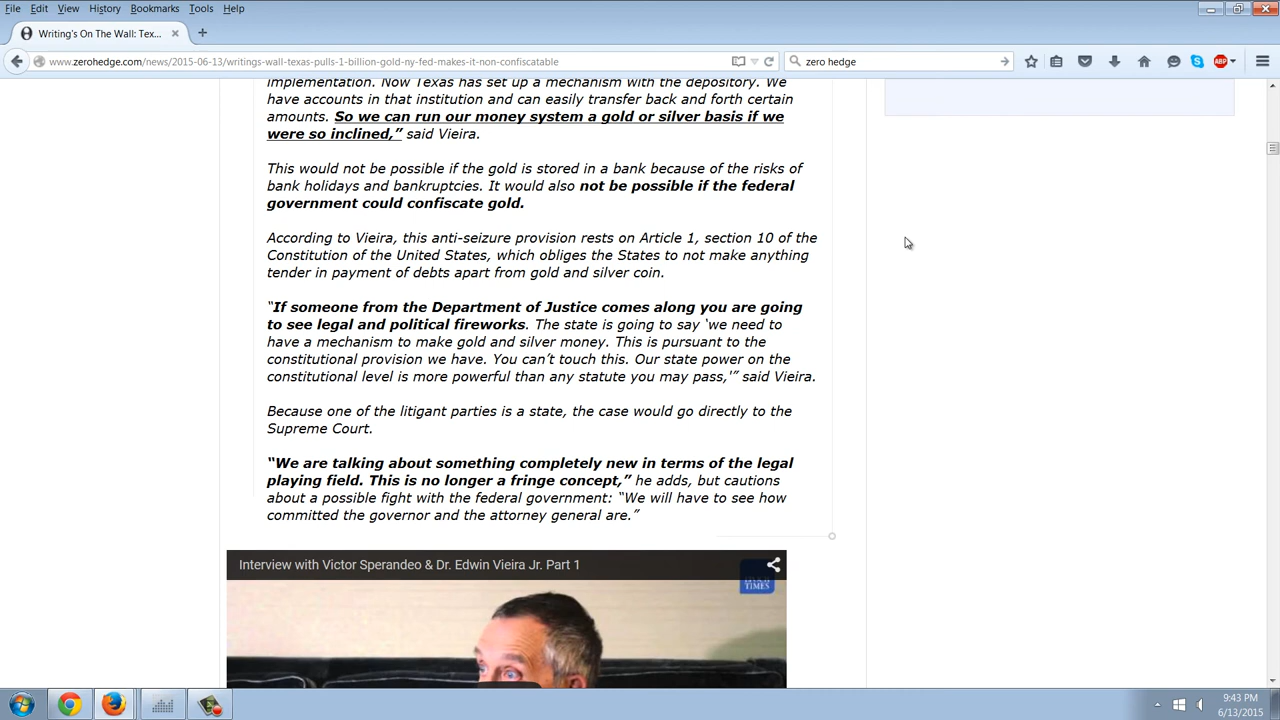 File Edit View History Bookmarks Tools Help
Writing's On The Wall: Tex...
www.zerohedge.com/news/2015-06-13/writings-wall-texas-pulls-1-billion-gold-ny-fed-makes-it-non-confiscatable
zero hedge
ABP
implementation. Now Texas has set up a mechanism with the depository. We
have accounts in that institution and can easily transfer back and forth certain
amounts. So we can run our money system a gold or silver basis if we
were so inclined,” said Vieira.
This would not be possible if the gold is stored in a bank because of the risks of
bank holidays and bankruptcies. It would also not be possible if the federal
government could confiscate gold.
According to Vieira, this anti-seizure provision rests on Article 1, section 10 of the
Constitution of the United States, which obliges the States to not make anything
tender in payment of debts apart from gold and silver coin.
“If someone from the Department of Justice comes along you are going
to see legal and political fireworks. The state is going to say ‘we need to
have a mechanism to make gold and silver money. This is pursuant to the
constitutional provision we have. You can’t touch this. Our state power on the
constitutional level is more powerful than any statute you may pass,'” said Vieira.
Because one of the litigant parties is a state, the case would go directly to the
Supreme Court.
“We are talking about something completely new in terms of the legal
playing field. This is no longer a fringe concept,” he adds, but cautions
about a possible fight with the federal government: “We will have to see how
committed the governor and the attorney general are.”
Interview with Victor Sperandeo & Dr. Edwin Vieira Jr. Part 1
EPOCH
TIMES
9:43 PM
6/13/2015